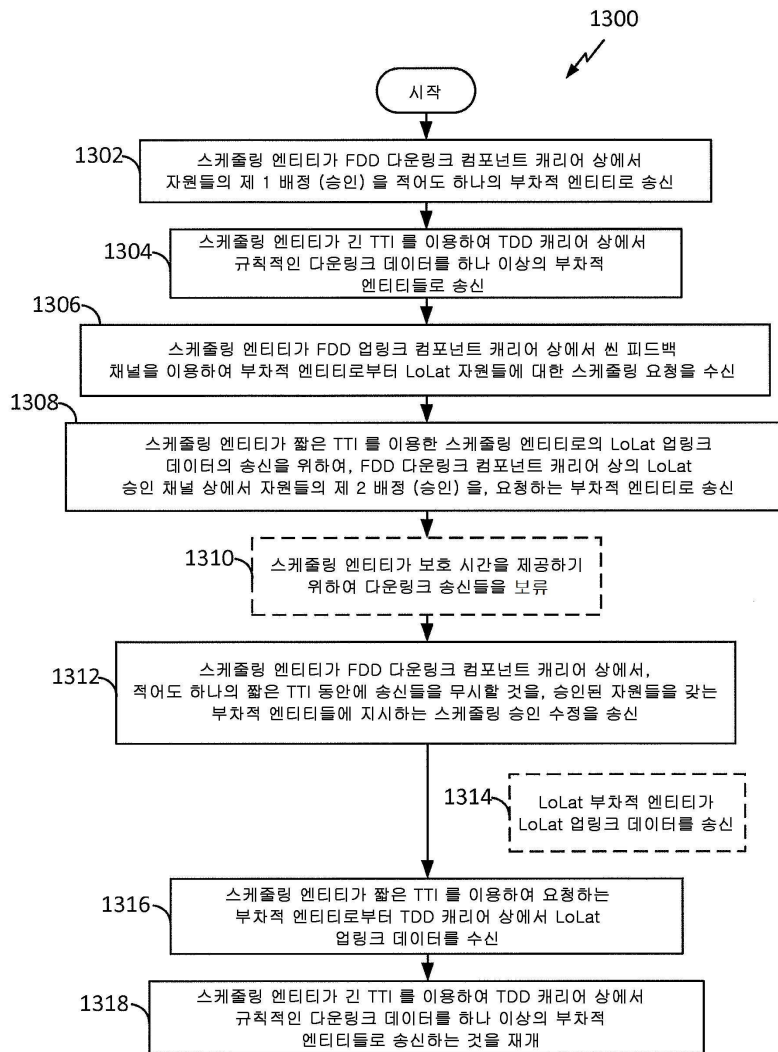 1300
시작
1302
스케줄링 엔티티가 FDD 다운링크 컴포넌트 캐리어 상에서
자원들의 제 1 배정 (승인) 을 적어도 하나의 부차적 엔티티로 송신
1304
스케줄링 엔티티가 긴 TTI 를 이용하여 TDD 캐리어 상에서
규칙적인 다운링크 데이터를 하나 이상의 부차적
엔티티들로 송신
1306
스케줄링 엔티티가 FDD 업링크 컴포넌트 캐리어 상에서 씬 피드백
채널을 이용하여 부차적 엔티티로부터 LoLat 자원들에 대한 스케줄링 요청을 수신
1308
스케줄링 엔티티가 짧은 TTI 를 이용한 스케줄링 엔티티로의 LoLat 업링크
데이터의 송신을 위하여, FDD 다운링크 컴포넌트 캐리어 상의 LoLat
승인 채널 상에서 자원들의 제 2 배정 (승인) 을, 요청하는 부차적 엔티티로 송신
1310
스케줄링 엔티티가 보호 시간을 제공하기
위하여 다운링크 송신들을 보류
1312
스케줄링 엔티티가 FDD 다운링크 컴포넌트 캐리어 상에서,
적어도 하나의 짧은 TTI 동안에 송신들을 무시할 것을, 승인된 자원들을 갖는
부차적 엔티티들에 지시하는 스케줄링 승인 수정을 송신
1314
LoLat 부차적 엔티티가
LoLat 업링크 데이터를 송신
1316
스케줄링 엔티티가 짧은 TTI 를 이용하여 요청하는
부차적 엔티티로부터 TDD 캐리어 상에서 LoLat
업링크 데이터를 수신
1318
스케줄링 엔티티가 긴 TTI 를 이용하여 TDD 캐리어 상에서
규칙적인 다운링크 데이터를 하나 이상의 부차적
엔티티들로 송신하는 것을 재개